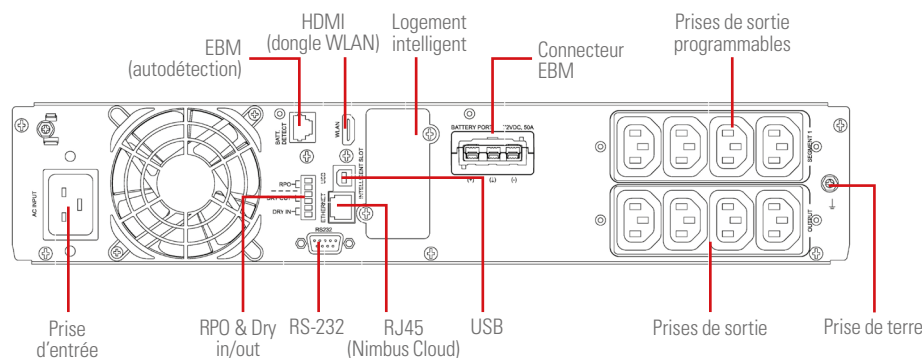 HDMI
(dongle WLAN)
Logement
intelligent
Prises de sortie
programmables
EBM
(autodétection)
Connecteur
EBM
BATT.
DETECT
WLAN
BATTERY PORT
2VDC, 50A
(+)
(-)
SEGMENT 1
AC INPUT
RPO
DRY OUT
DRY IN
INTELLIGENT SLOT
ETHERNET
RS232
OUTPUT
Prise
d'entrée
RPO & Dry
in/out
RS-232
RJ45
(Nimbus Cloud)
USB
Prises de sortie
Prise de terre